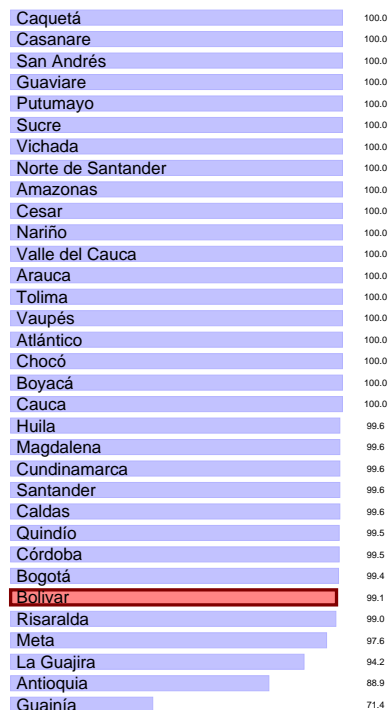 Caquetá 100.0
Casanare 100.0
San Andrés 100.0
Guaviare 100.0
Putumayo 100.0
Sucre 100.0
Vichada 100.0
Norte de Santander 100.0
Amazonas 100.0
Cesar 100.0
Nariño 100.0
Valle del Cauca 100.0
Arauca 100.0
Tolima 100.0
Vaupés 100.0
Atlántico 100.0
Chocó 100.0
Boyacá 100.0
Cauca 100.0
Huila 99.6
Magdalena 99.6
Cundinamarca 99.6
Santander 99.6
Caldas 99.6
Quindío 99.5
Córdoba 99.5
Bogotá 99.4
Bolivar 99.1
Risaralda 99.0
Meta 97.6
La Guajira 94.2
Antioquia 88.9
Guainía 71.4